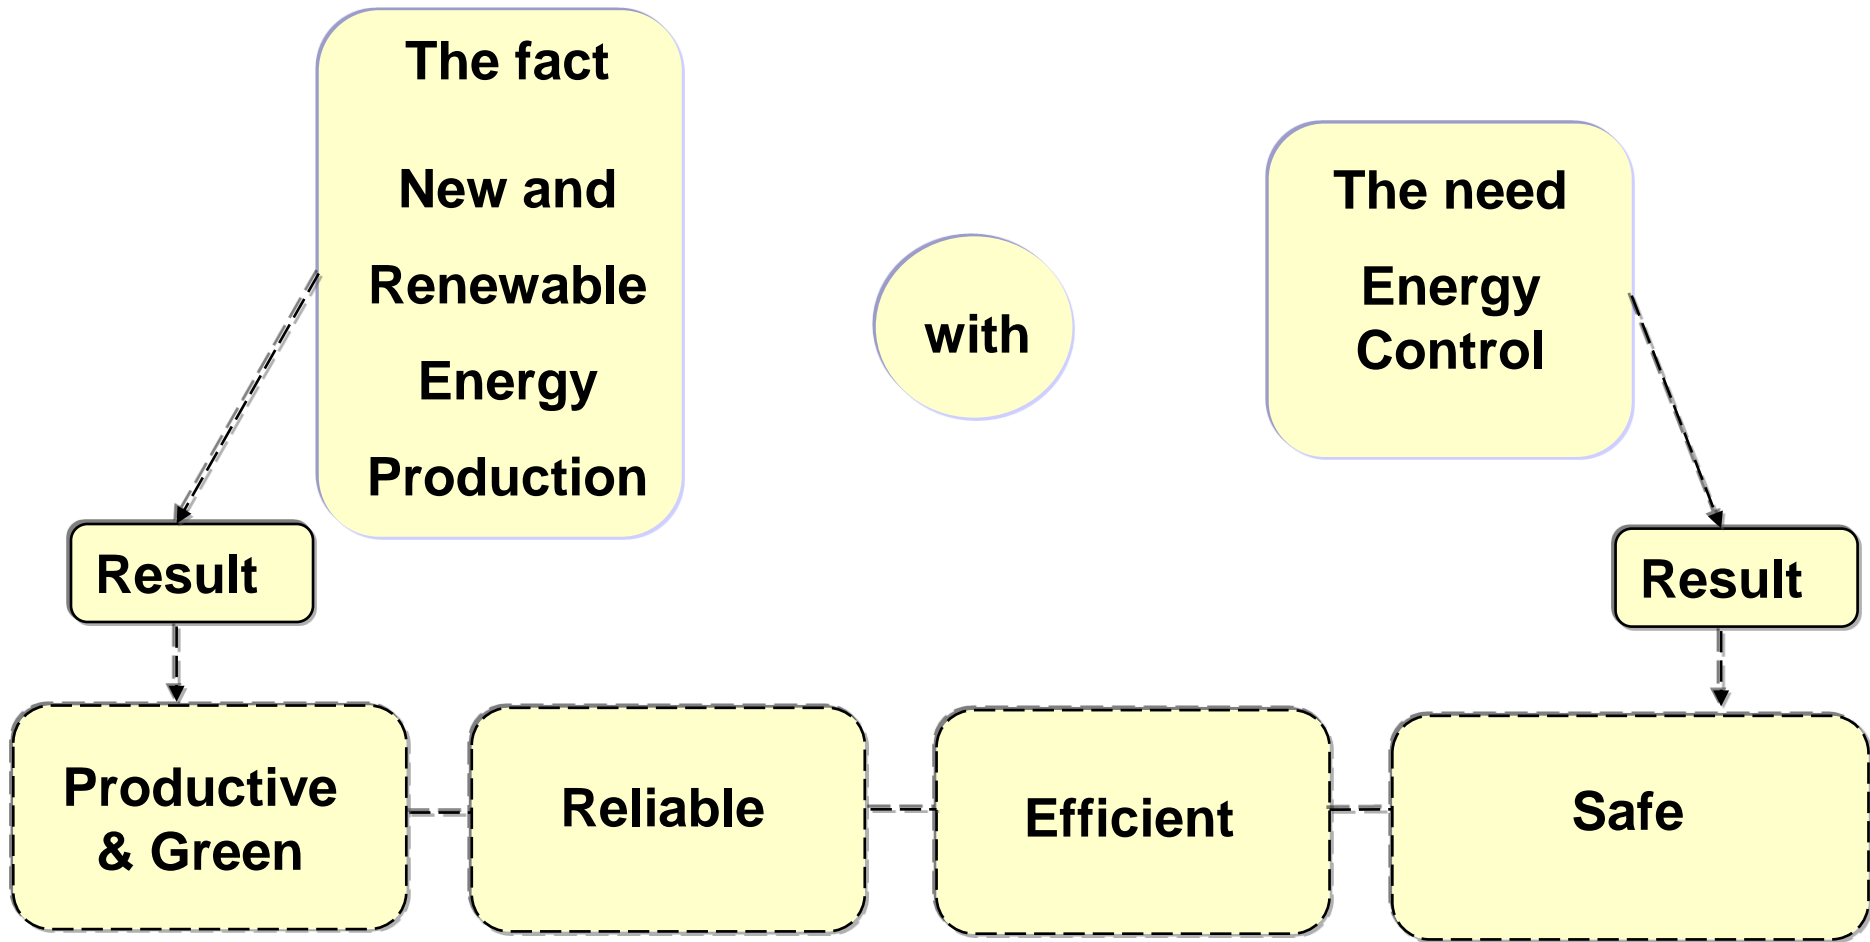 The fact
New and
Renewable
Energy
Production
with
The need
Energy
Control
Result
Result
Productive
& Green
Reliable
Efficient
Safe